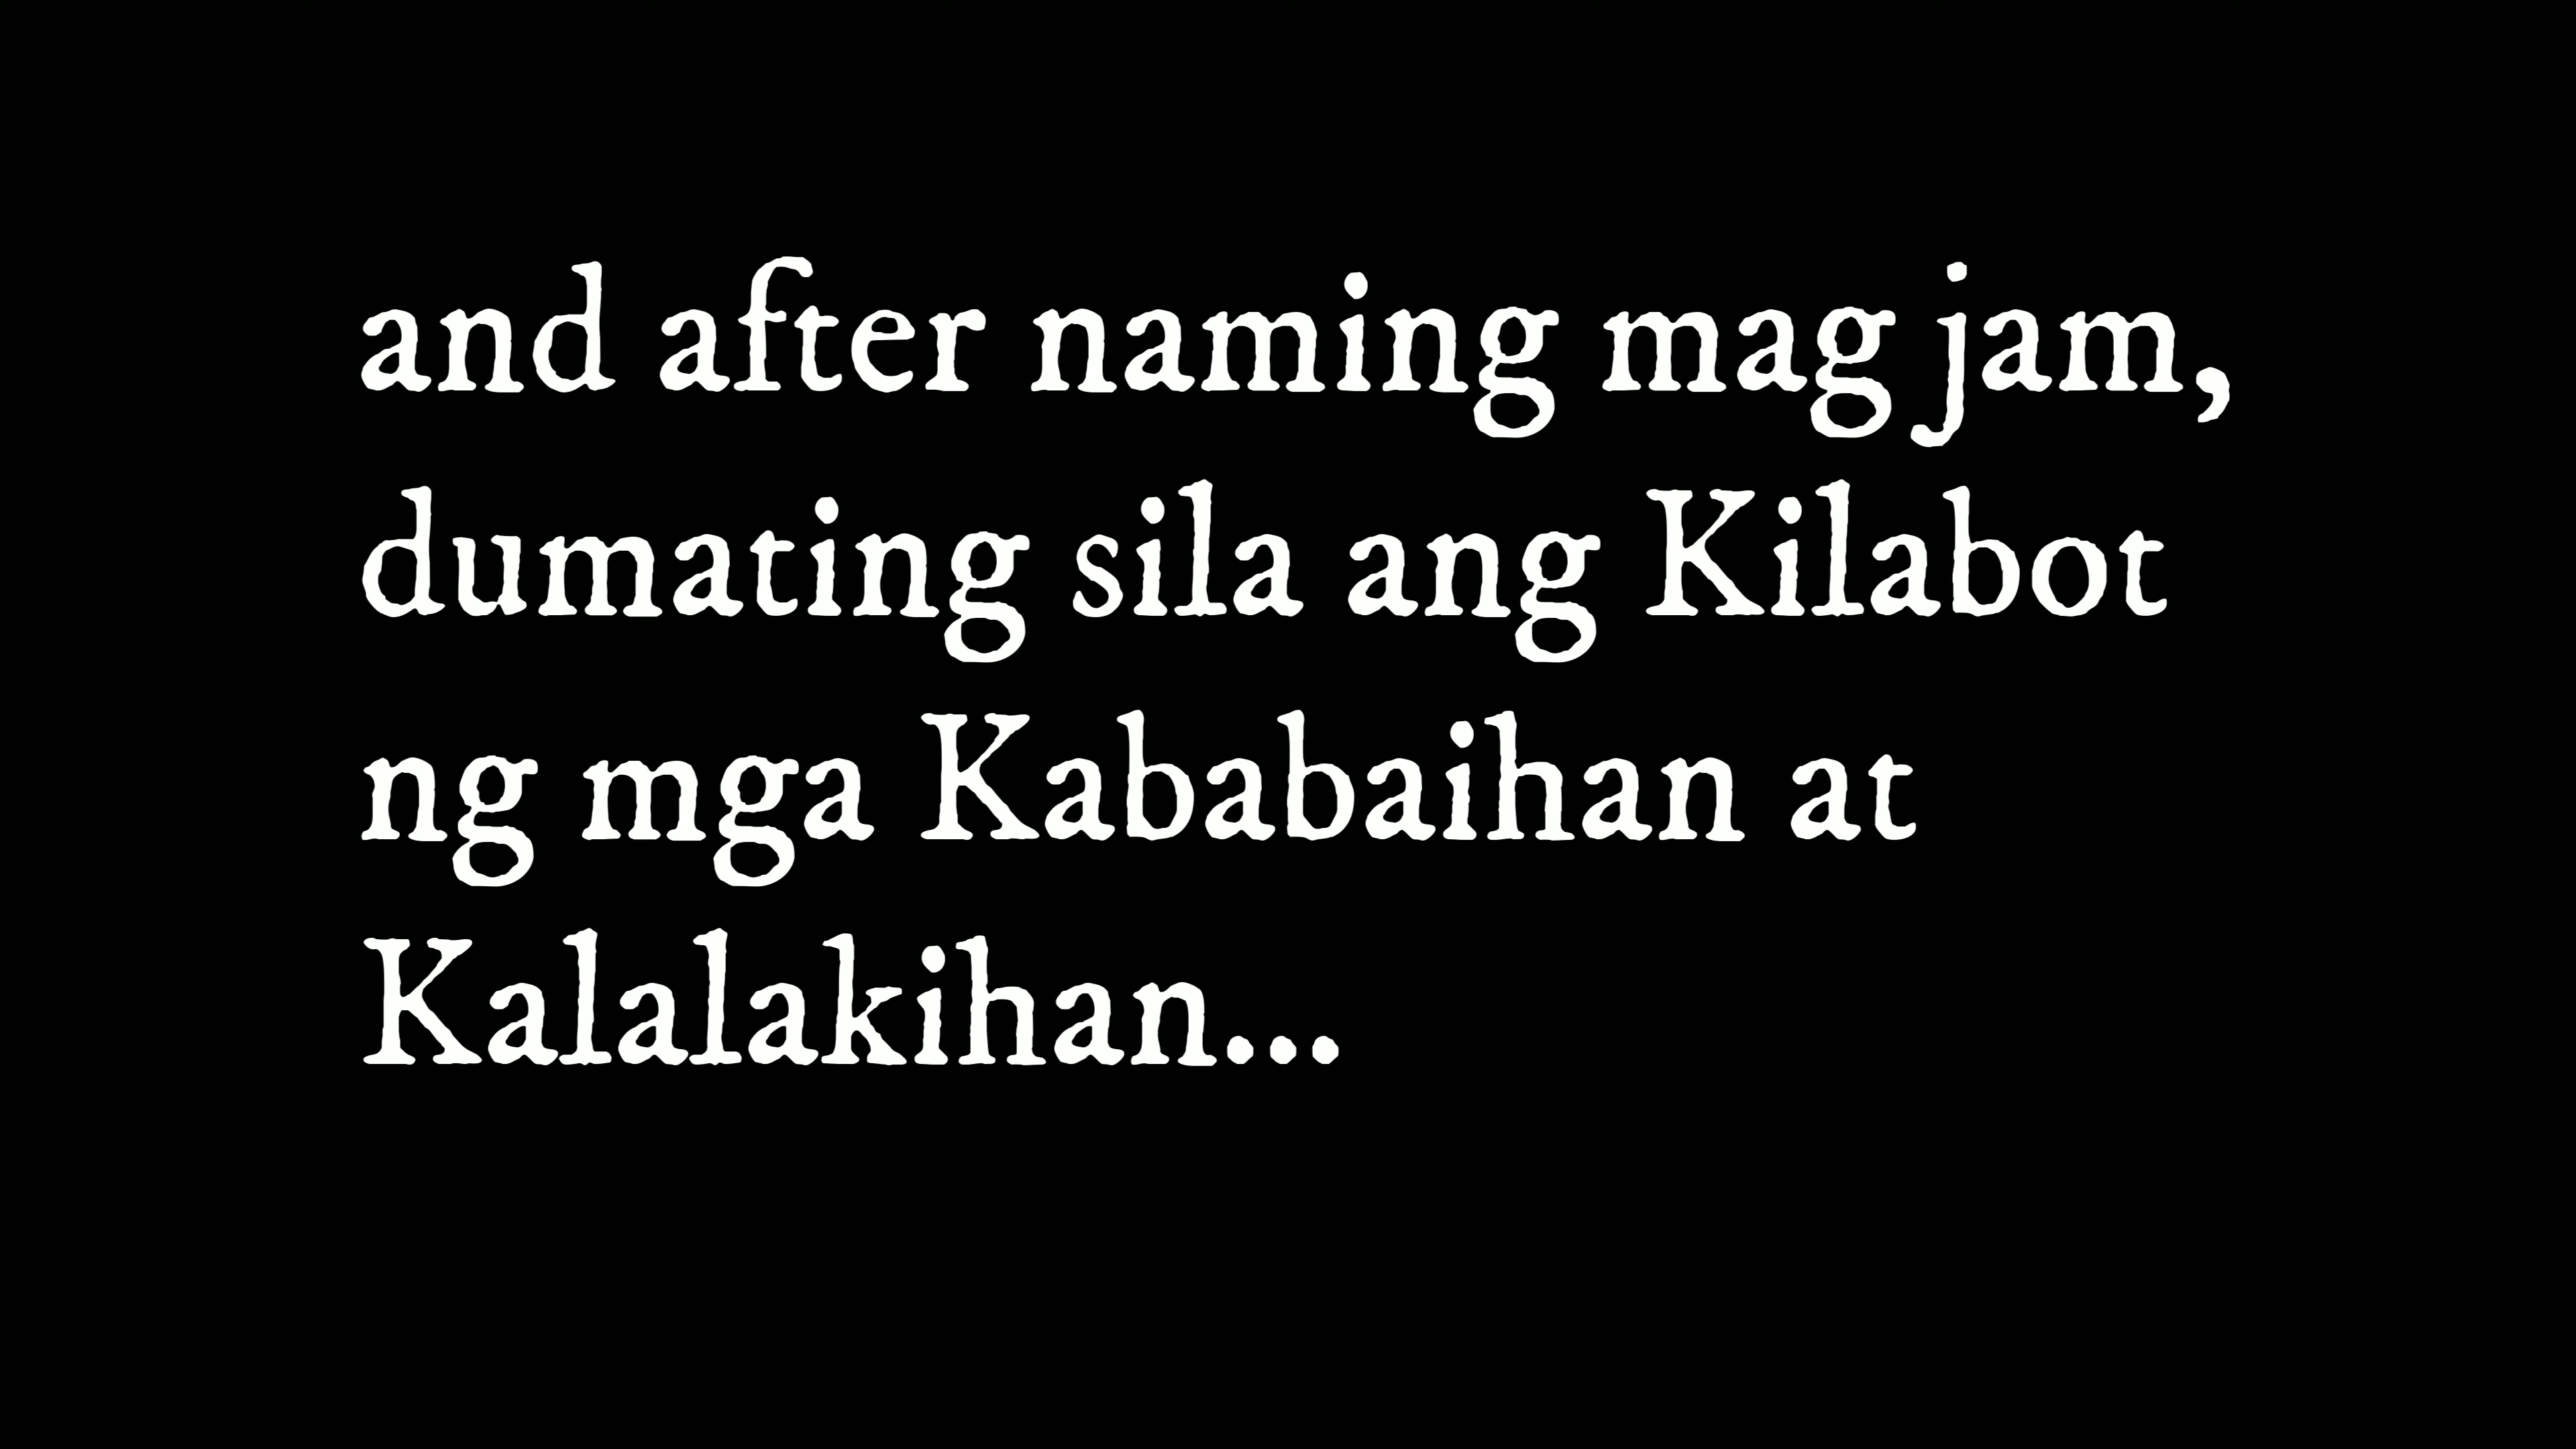 and after naming mag jam,
dumating sila ang Kilabot
ng mga Kababaihan at
Kalalakihan...